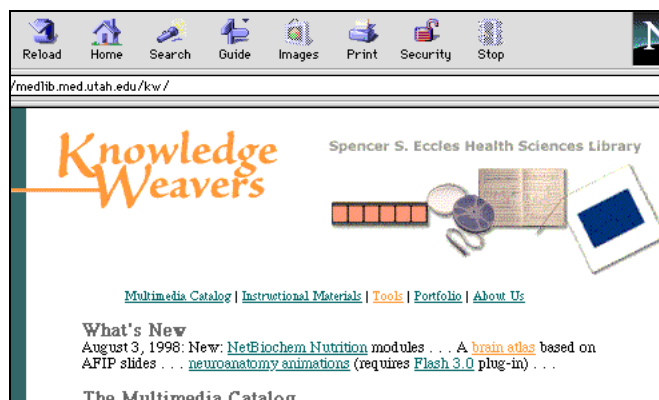 Reload Home Search Guide Images Print Security Stop
N
/medlib.med.utah.edu/kw/
Knowledge
Weavers
Spencer S. Eccles Health Sciences Library
Multimedia Catalog | Instructional Materials | Tools | Portfolio | About Us
What's New
August 3, 1998: New: NetBiochem Nutrition modules . . . A brain atlas based on
AFIP slides . . . neuroanatomy animations (requires Flash 3.0 plug-in) . . .
The Multimedia Catalog